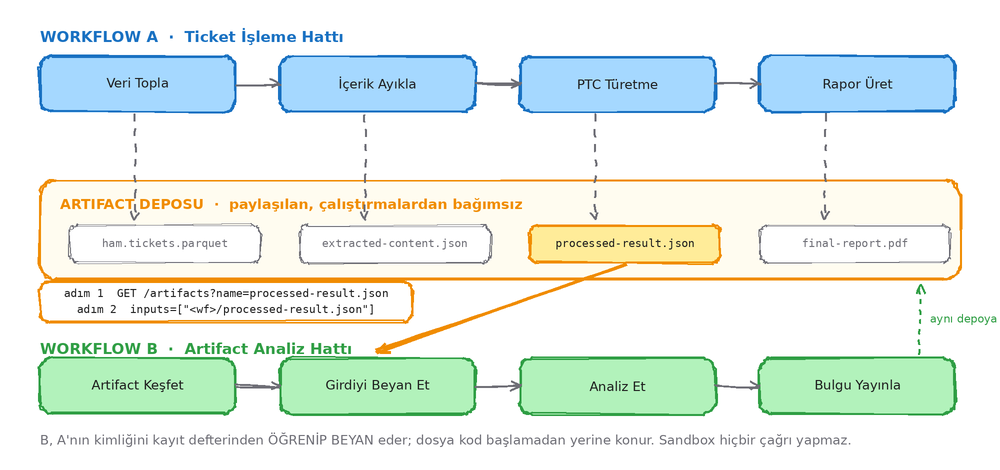 WORKFLOW A · Ticket İşleme Hattı
Veri Topla
İçerik Ayıkla
PTC Türetme
Rapor Üret
ARTIFACT DEPOSU · paylaşılan, çalıştırmalardan bağımsız
ham.tickets.parquet
extracted-content.json
processed-result.json
final-report.pdf
adım 1 GET /artifacts?name=processed-result.json
adım 2 inputs=["<wf>/processed-result.json"]
aynı depoya
WORKFLOW B · Artifact Analiz Hattı
Artifact Keşfet
Girdiyi Beyan Et
Analiz Et
Bulgu Yayınla
B, A'nın kimliğini kayıt defterinden ÖĞRENİP BEYAN eder; dosya kod başlamadan yerine konur. Sandbox hiçbir çağrı yapmaz.